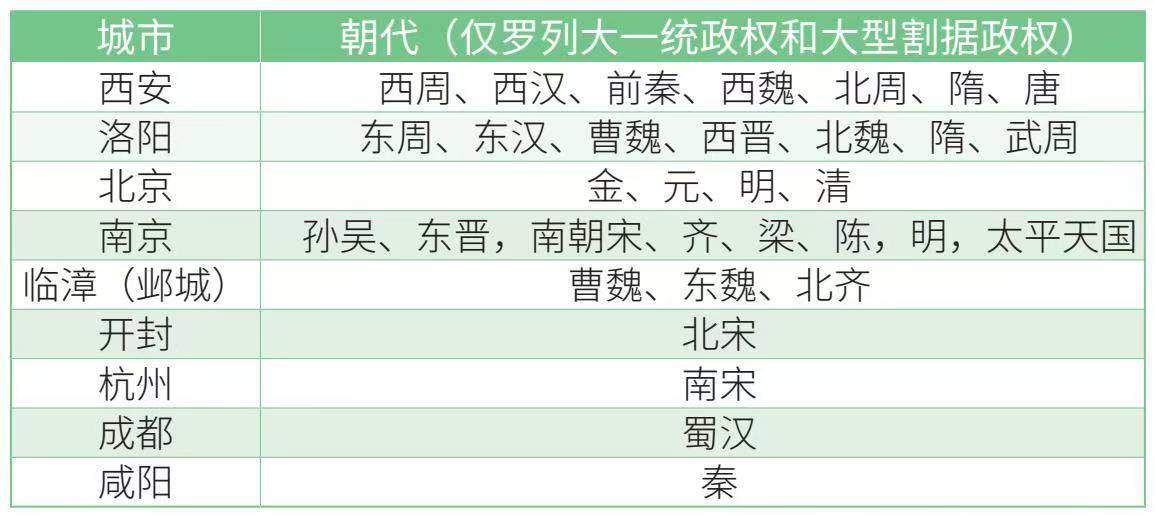 城市 朝代（仅罗列大一统政权和大型割据政权）
西安 西周、西汉、前秦、西魏、北周、隋、唐
洛阳 东周、东汉、曹魏、西晋、北魏、隋、武周
北京 金、元、明、清
南京 孙吴、东晋，南朝宋、齐、梁、陈，明，太平天国
临漳（邺城） 曹魏、东魏、北齐
开封 北宋
杭州 南宋
成都 蜀汉
咸阳 秦